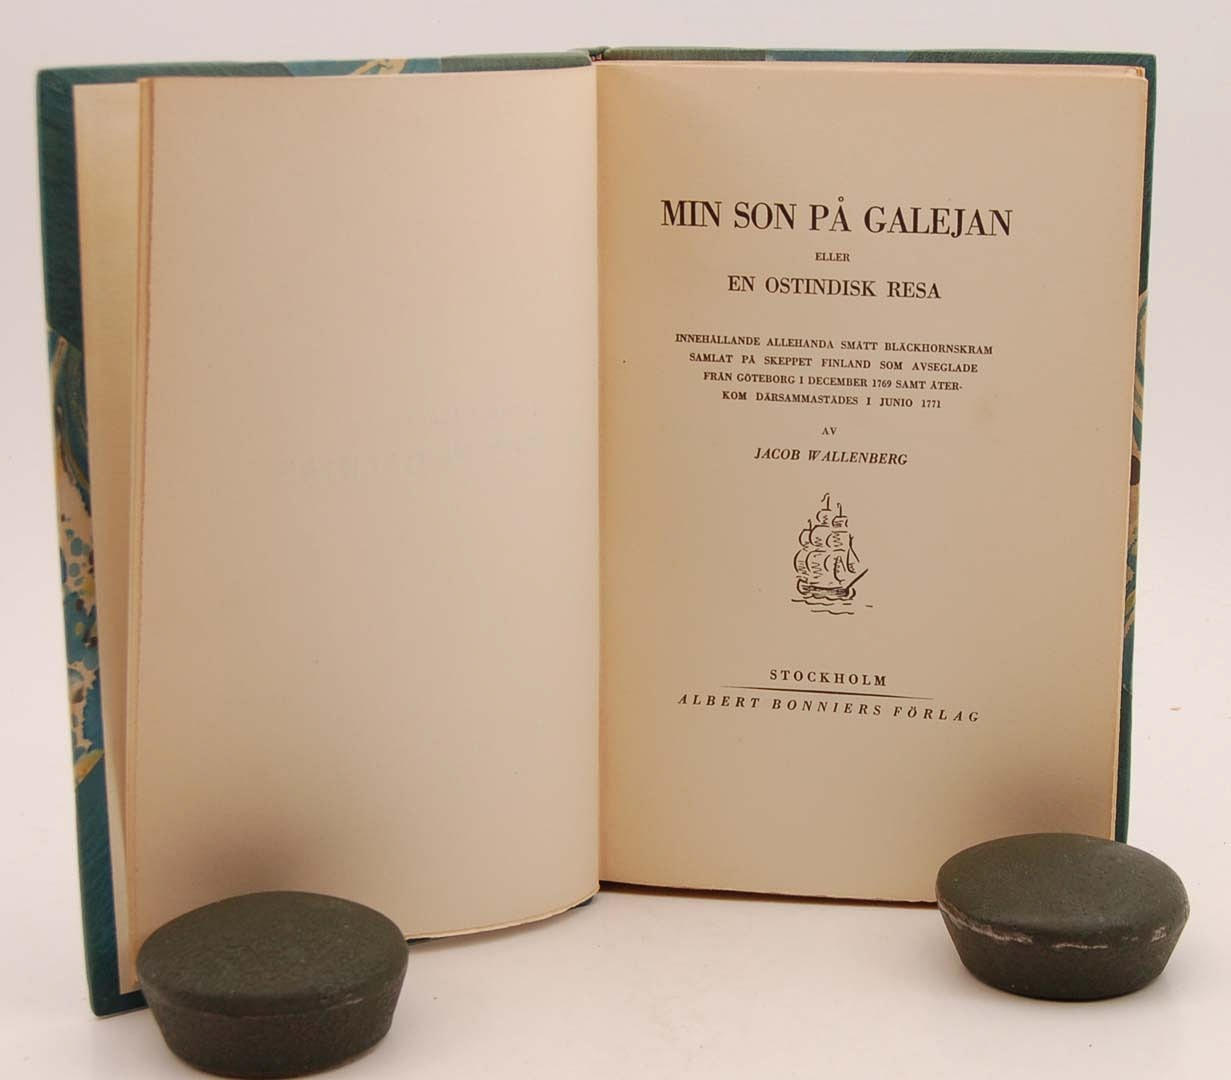 MIN SON PÅ GALEJAN
ELLER
EN OSTINDISK RESA
INNEHÅLLANDE ALLEHANDA SMÅTT BLÄCKHORNSKRAM
SAMLAT PÅ SKEPPET FINLAND SOM AVSEGLADE
FRÅN GÖTEBORG I DECEMBER 1769 SAMT ÅTER-
KOM DÄRSAMMASTÄDES I JUNIO 1771
AV
JACOB WALLENBERG
STOCKHOLM
ALBERT BONNIERS FÖRLAG